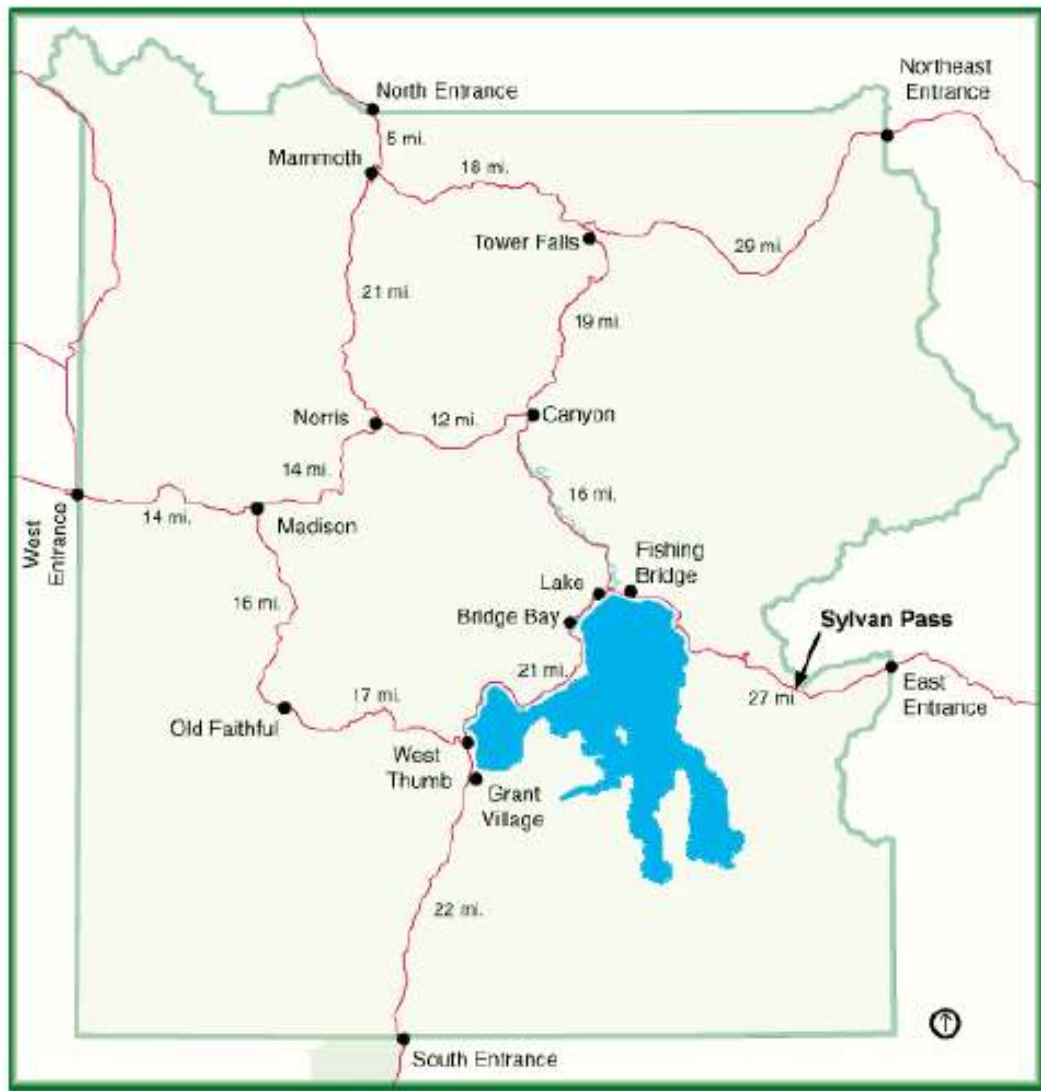 Northeast
Entrance
North Entrance
5 mi.
Mammoth
18 mi.
Tower Falls
29 mi.
21 mi.
19 mi.
Norris
12 mi.
Canyon
14 mi.
16 mi.
West
Entrance
14 mi.
Madison
Fishing
Bridge
Lake
16 mi.
Bridge Bay
Sylvan Pass
21 mi.
17 mi.
27 mi.
East
Entrance
Old Faithful
West
Thumb
Grant
Village
22 mi.
South Entrance